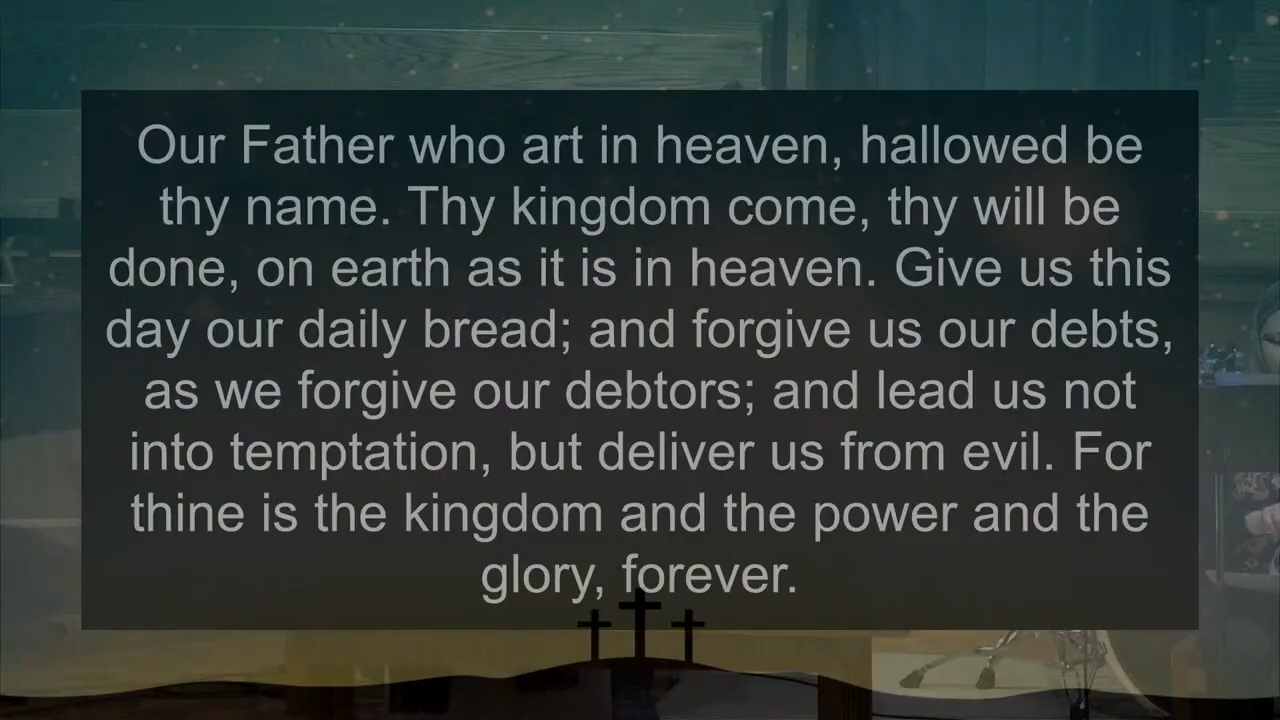 Our Father who art in heaven, hallowed be
thy name. Thy kingdom come, thy will be
done, on earth as it is in heaven. Give us this
day our daily bread; and forgive us our debts,
as we forgive our debtors; and lead us not
into temptation, but deliver us from evil. For
thine is the kingdom and the power and the
glory, forever.